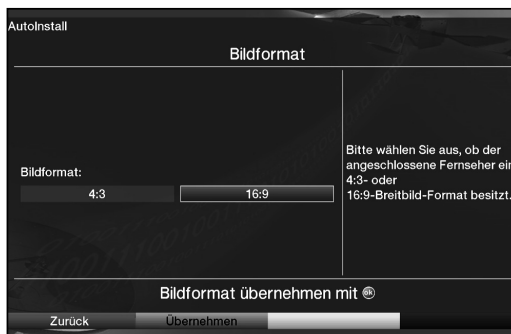 AutoInstall
Bildformat
Bildformat:
4:3
16:9
Bitte wählen Sie aus, ob der
angeschlossene Fernseher ein
4:3- oder
16:9-Breitbild-Format besitzt.
Bildformat übernehmen mit ok
Zurück
Übernehmen